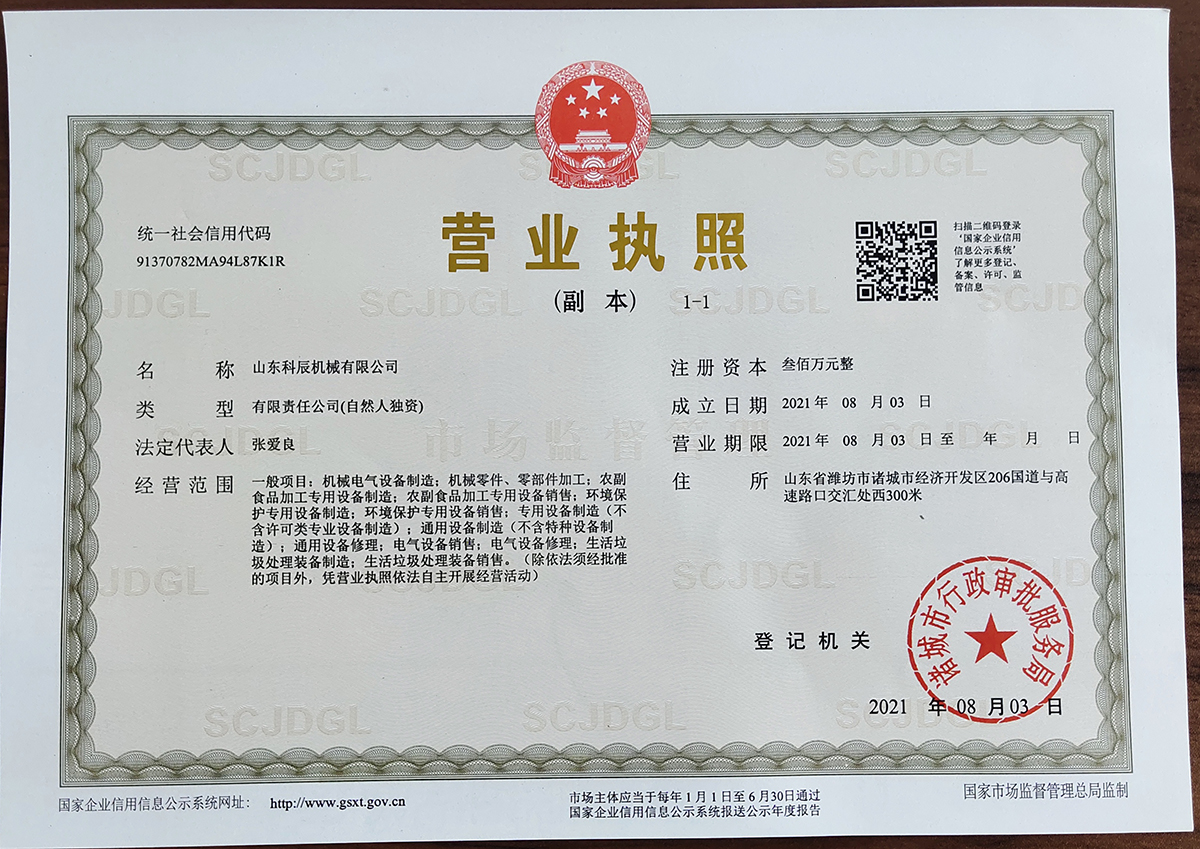 SCJDGL SCJDGL SCJDGL
营业执照
(副 本) 1-1
统一社会信用代码
91370782MA94L87K1R
扫描二维码登录
‘国家企业信用
信息公示系统’
了解更多登记、
备案、许可、监
管信息
JDGL SCJDGL SCJDGL SCJD
名 称 山东科辰机械有限公司
类 型 有限责任公司(自然人独资)
法定代表人 张爱良
经营范围 一般项目：机械电气设备制造；机械零件、零部件加工；农副
食品加工专用设备制造；农副食品加工专用设备销售；环境保
护专用设备制造；环境保护专用设备销售；专用设备制造（不
含许可类专业设备制造）；通用设备制造（不含特种设备制
造）；通用设备修理；电气设备销售；电气设备修理；生活垃
圾处理装备制造；生活垃圾处理装备销售。（除依法须经批准
的项目外，凭营业执照依法自主开展经营活动）
注册资本 叁佰万元整
成立日期 2021年 08 月03 日
营业期限 2021年 08 月03 日至 年 月 日
住 所 山东省潍坊市诸城市经济开发区206国道与高
速路口交汇处西300米
市场监督管理
JDGL SCJDGL SCJDGL
登记机关
诸城市行政审批服务局
2021 年 08 月03 日
SCJDGL SCJDGL SCJDGL
国家企业信用信息公示系统网址： http://www.gsxt.gov.cn
市场主体应当于每年1月1日至6月30日通过
国家企业信用信息公示系统报送公示年度报告
国家市场监督管理总局监制